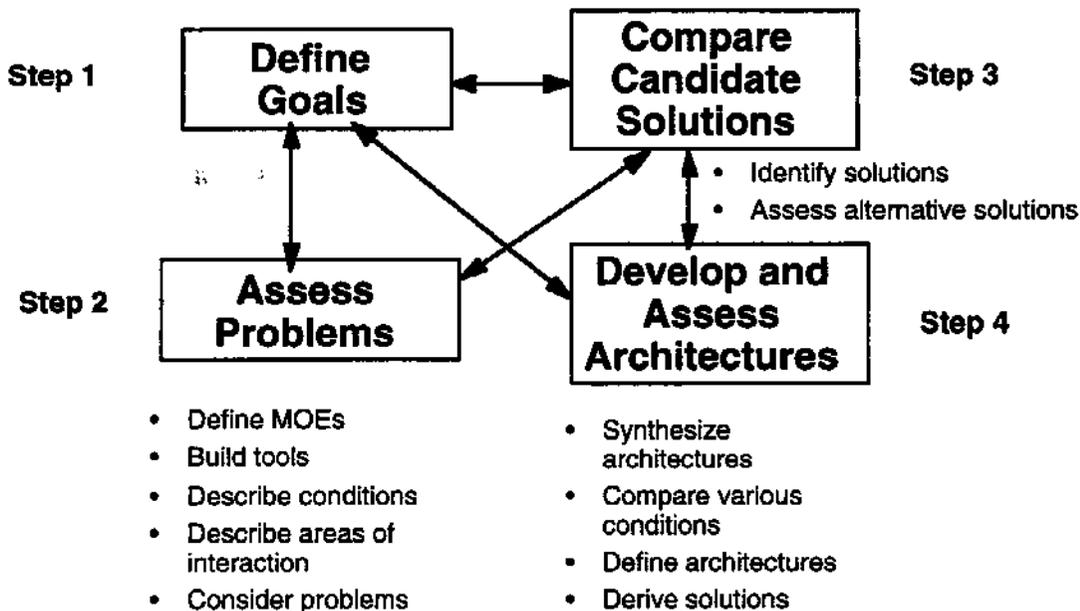 Step 1
Define
Goals
Compare
Candidate
Solutions
Step 3
• Identify solutions
• Assess alternative solutions
Step 2
Assess
Problems
Develop and
Assess
Architectures
Step 4
• Define MOEs
• Build tools
• Describe conditions
• Describe areas of
interaction
• Consider problems
• Synthesize
architectures
• Compare various
conditions
• Define architectures
• Derive solutions